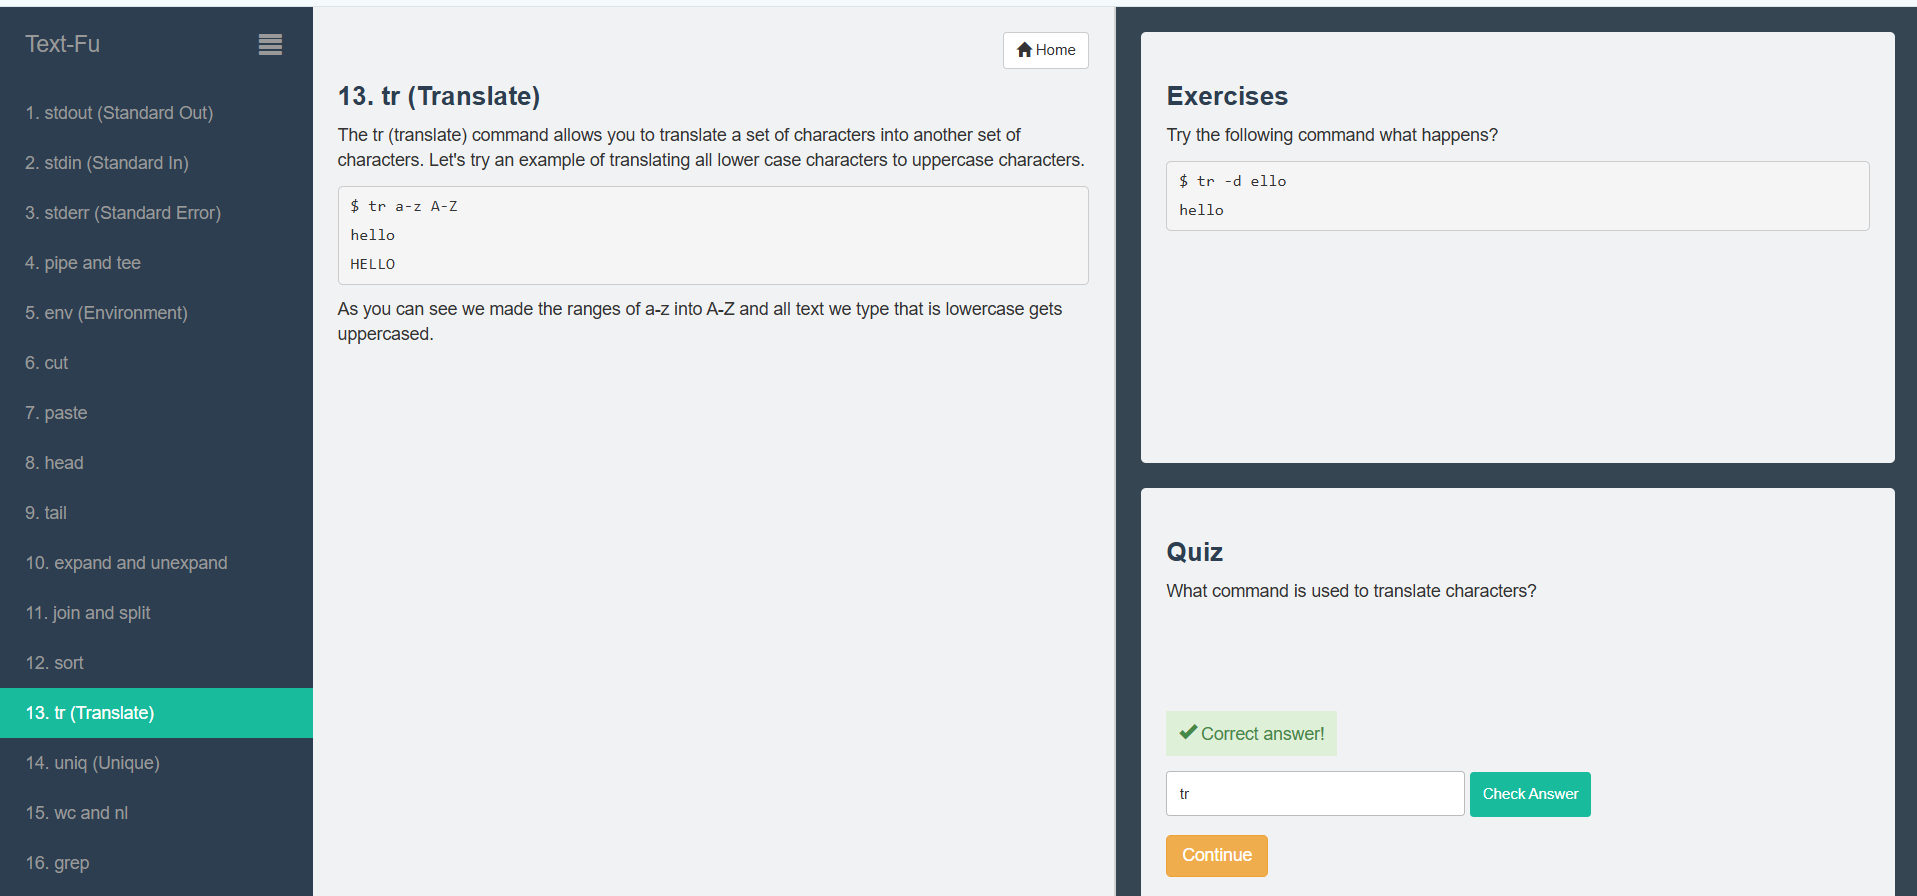 Text-Fu
1. stdout (Standard Out)
2. stdin (Standard In)
3. stderr (Standard Error)
4. pipe and tee
5. env (Environment)
6. cut
7. paste
8. head
9. tail
10. expand and unexpand
11. join and split
12. sort
13. tr (Translate)
14. uniq (Unique)
15. wc and nl
16. grep
Home
13. tr (Translate)
The tr (translate) command allows you to translate a set of characters into another set of
characters. Let's try an example of translating all lower case characters to uppercase characters.
$ tr a-z A-Z
hello
HELLO
As you can see we made the ranges of a-z into A-Z and all text we type that is lowercase gets
uppercased.
Exercises
Try the following command what happens?
$ tr -d ello
hello
Quiz
What command is used to translate characters?
Correct answer!
tr
Check Answer
Continue